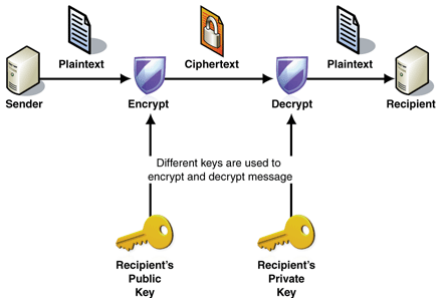 Plaintext
Ciphertext
Plaintext
Sender
Encrypt
Decrypt
Recipient
Different keys are used to
encrypt and decrypt message
Recipient's
Public
Key
Recipient's
Private
Key